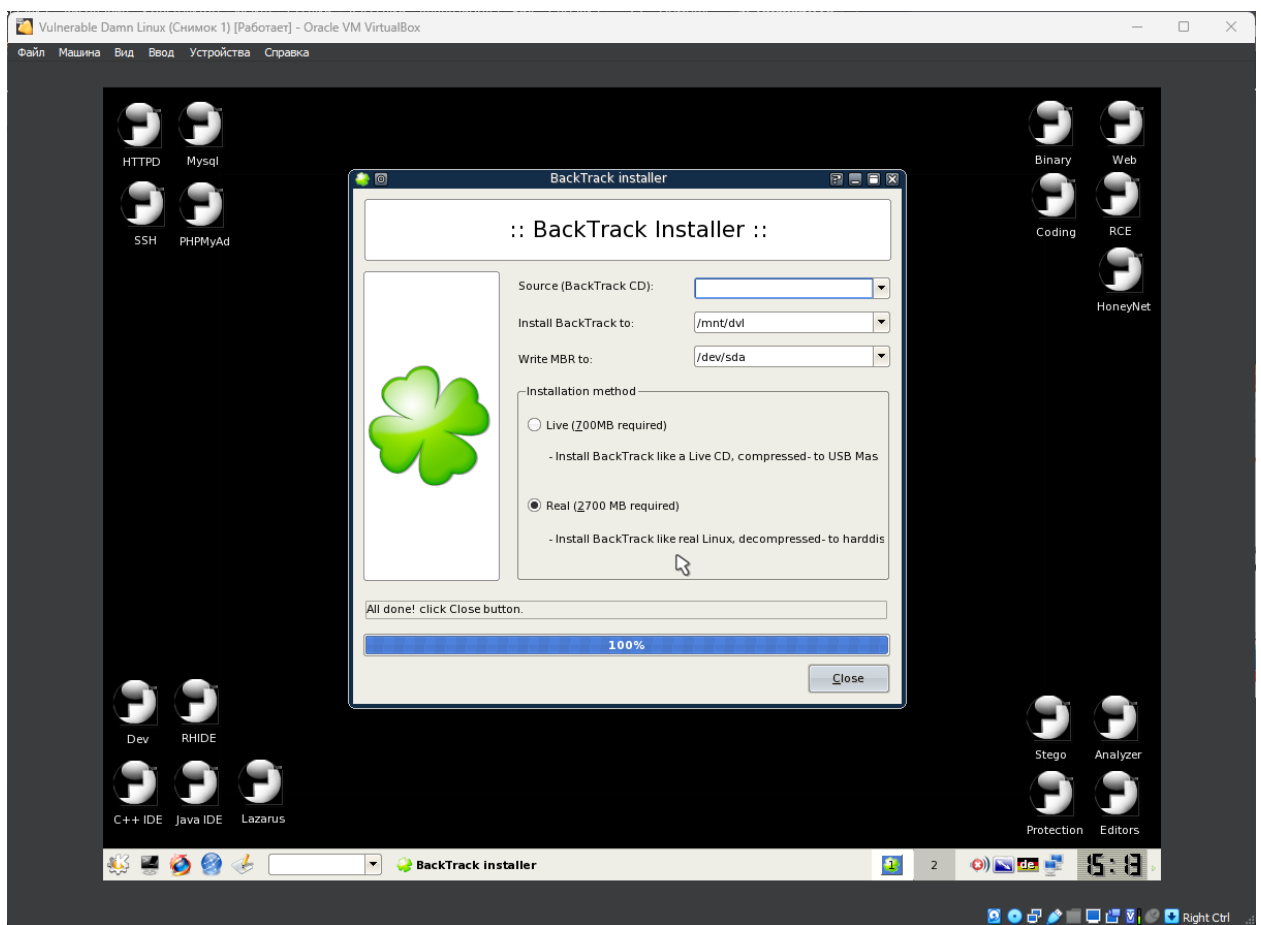 Vulnerable Damn Linux (Снимок 1) [Работает] - Oracle VM VirtualBox
Файл Машина Вид Ввод Устройства Справка
HTTPD Mysql
Binary Web
BackTrack installer
:: BackTrack Installer ::
SSH PHPMyAd
Coding RCE
Source (BackTrack CD):
HoneyNet
Install BackTrack to: /mnt/dvl
Write MBR to: /dev/sda
Installation method
Live (700MB required)
- Install BackTrack like a Live CD, compressed- to USB Mas
Real (2700 MB required)
- Install BackTrack like real Linux, decompressed- to harddis
All done! click Close button.
100%
Close
Dev RHIDE
Stego Analyzer
C++ IDE Java IDE Lazarus
Protection Editors
BackTrack installer
1 2 de 15:13
Right Ctrl